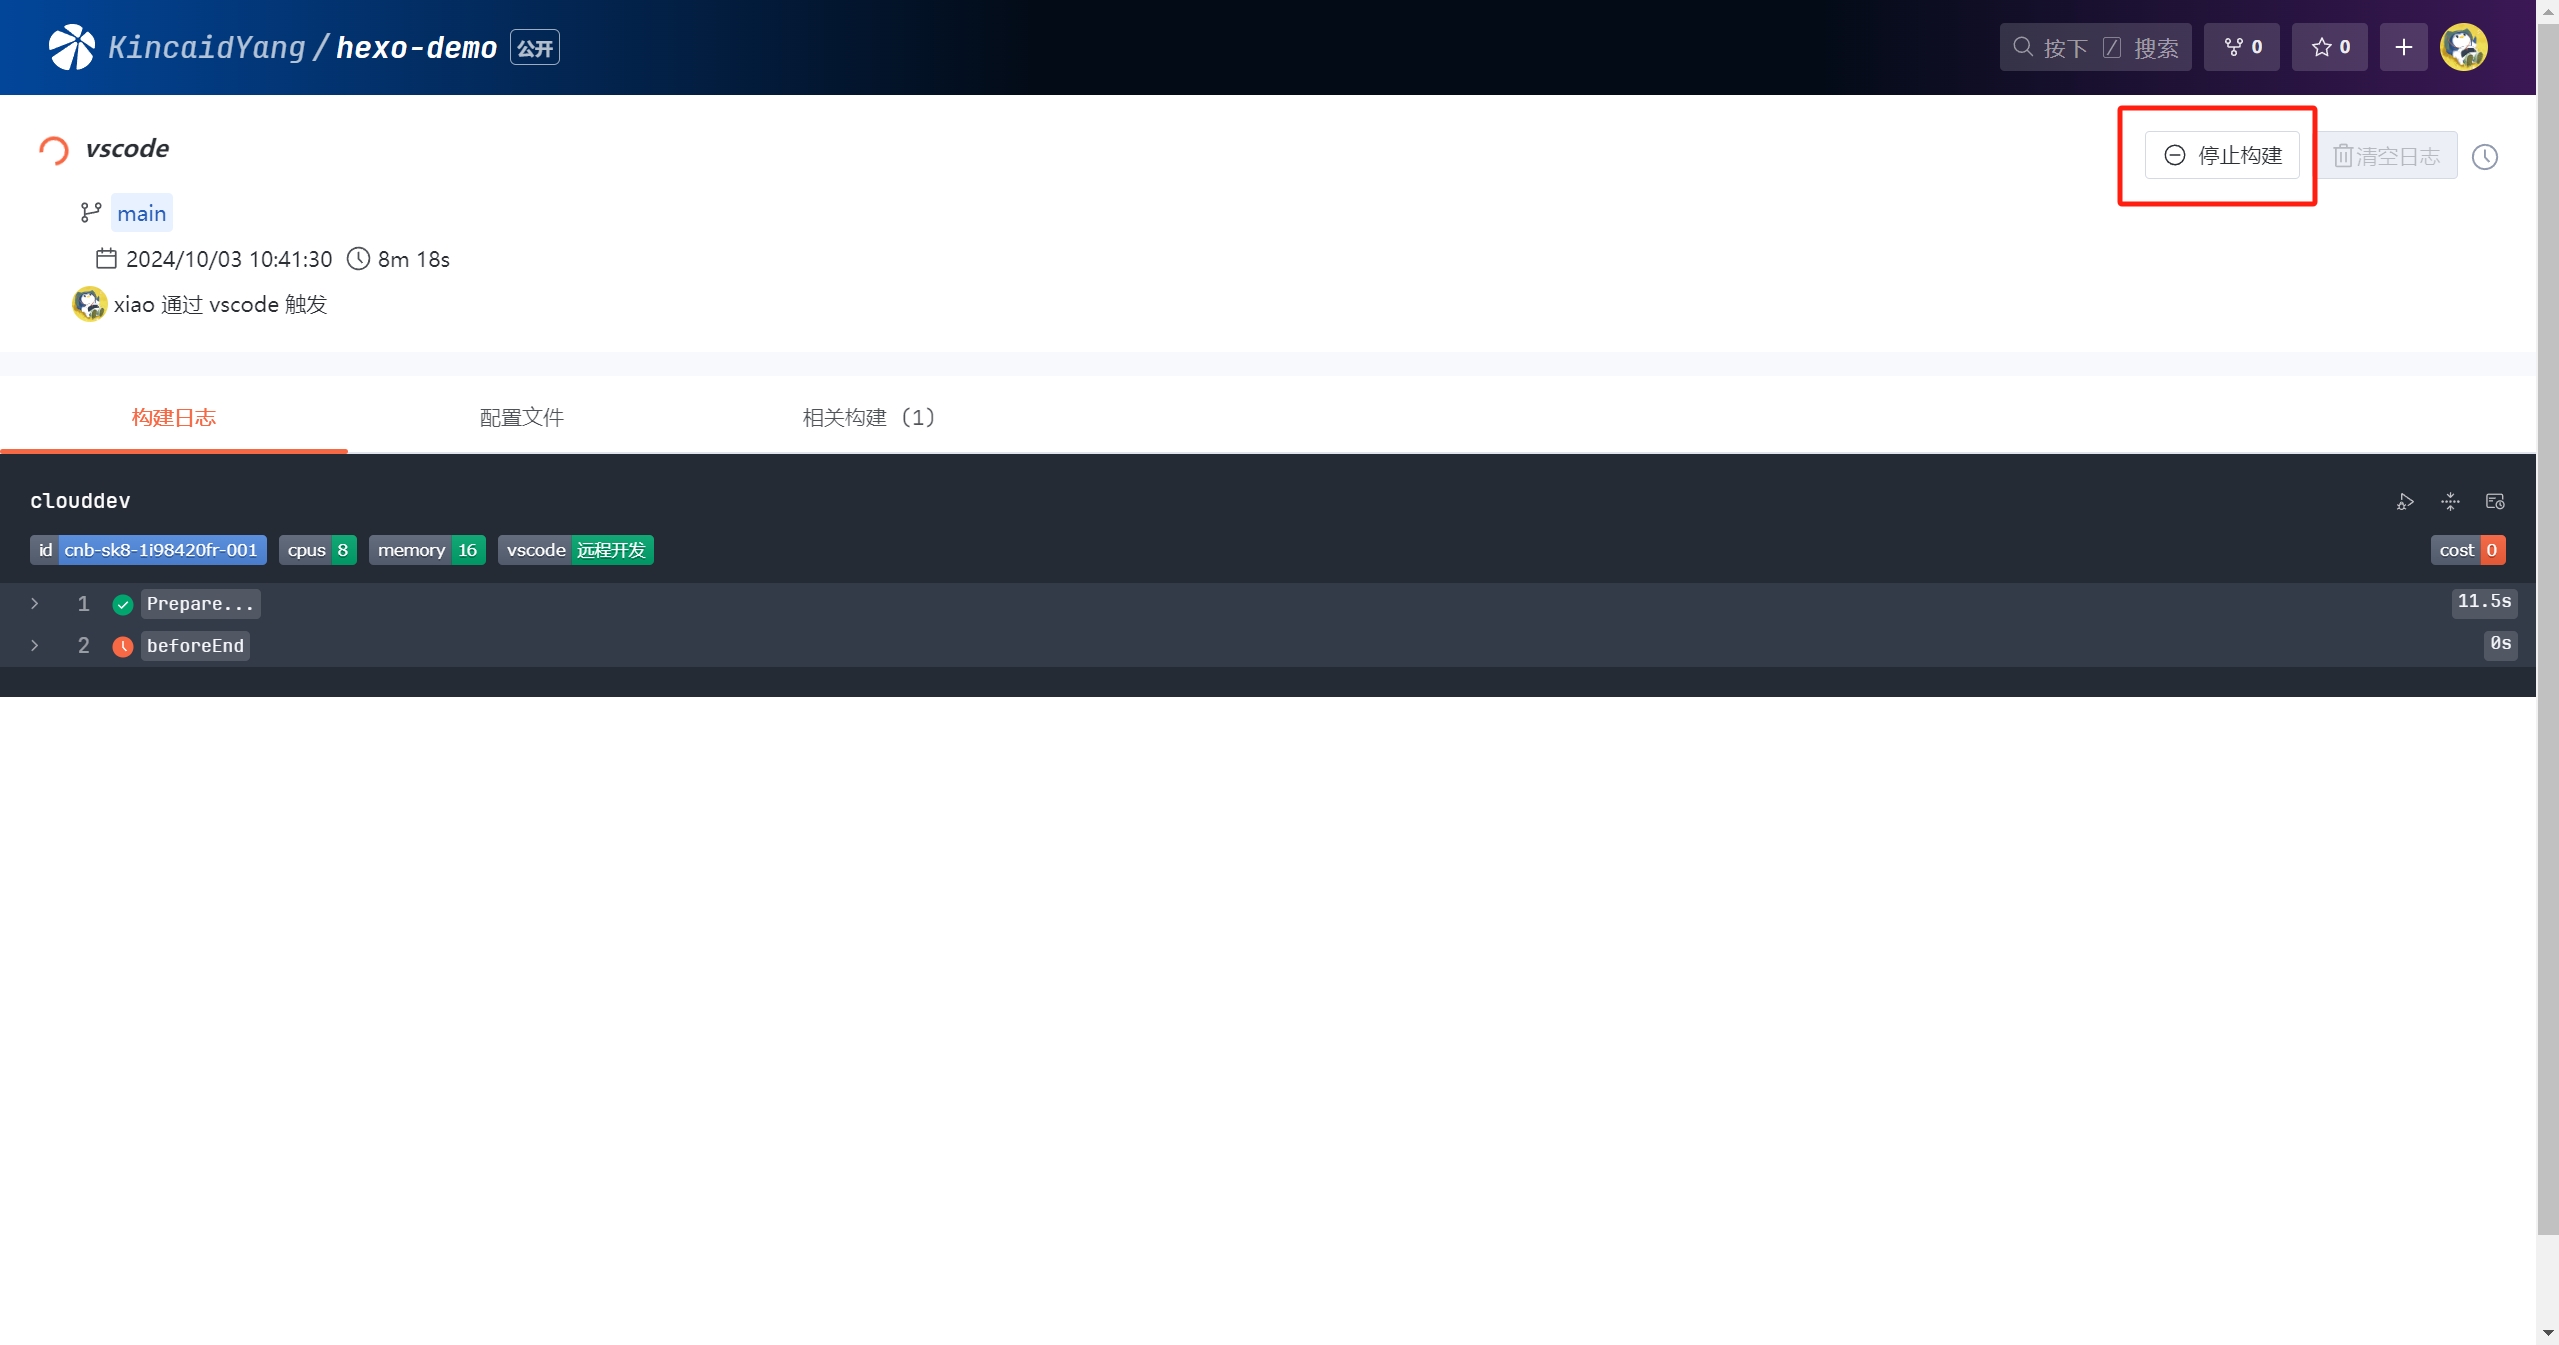 KincaidYang / hexo-demo 公开
按下 / 搜索
0
0
vscode
停止构建
清空日志
main
2024/10/03 10:41:30 8m 18s
xiao 通过 vscode 触发
构建日志
配置文件
相关构建 (1)
clouddev
id cnb-sk8-1i98420fr-001 cpus 8 memory 16 vscode 远程开发 cost 0
1 Prepare... 11.5s
2 beforeEnd 0s